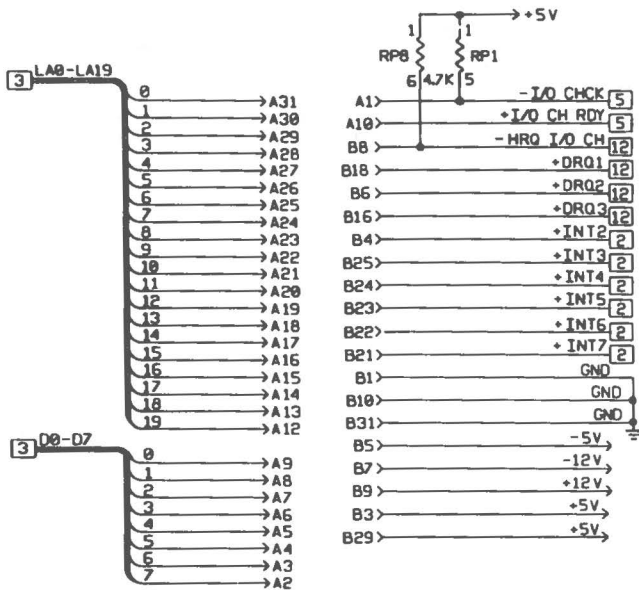 3 LA0-LA19
0 A31
1 A30
2 A29
3 A28
4 A27
5 A26
6 A25
7 A24
8 A23
9 A22
10 A21
11 A20
12 A19
13 A18
14 A17
15 A16
16 A15
17 A14
18 A13
19 A12
3 D0-D7
0 A9
1 A8
2 A7
3 A6
4 A5
5 A4
6 A3
7 A2
+5V
1 1
RP8 RP1
6 4.7K 5
A1 -I/O CHCK 5
A10 +I/O CH RDY 5
B8 -HRQ I/O CH 12
B18 +DRQ1 12
B6 +DRQ2 12
B16 +DRQ3 12
B4 +INT2 2
B25 +INT3 2
B24 +INT4 2
B23 +INT5 2
B22 +INT6 2
B21 +INT7 2
B1 GND
B10 GND
B31 GND
B5 -5V
B7 -12V
B9 +12V
B3 +5V
B29 +5V